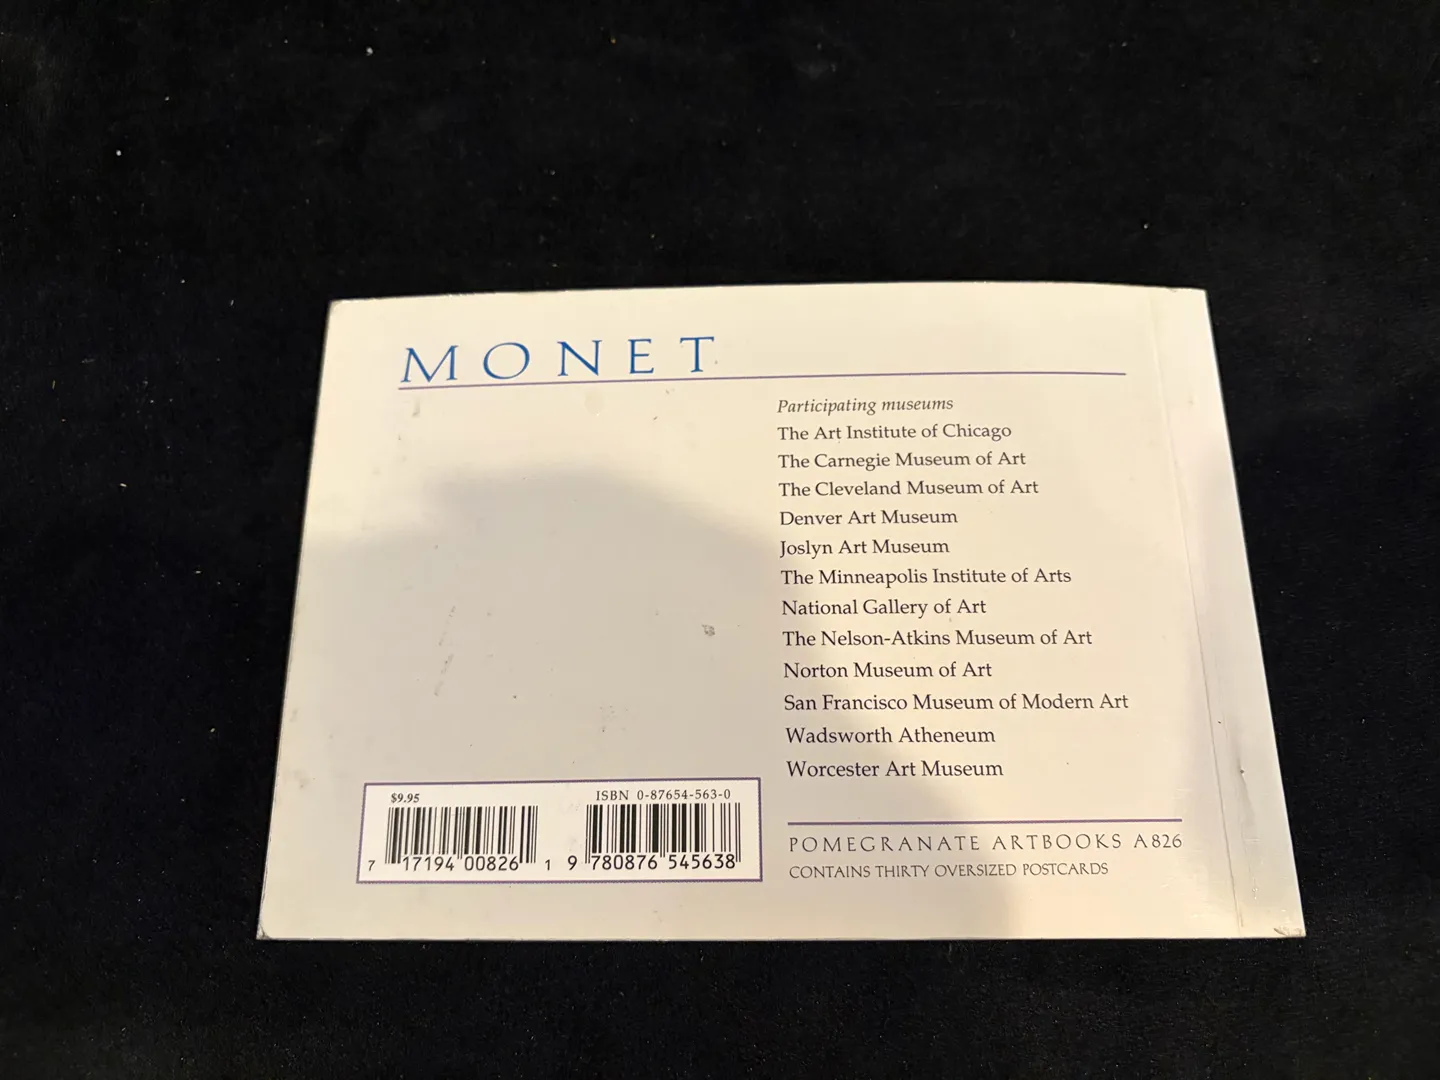 MONET
Participating museums
The Art Institute of Chicago
The Carnegie Museum of Art
The Cleveland Museum of Art
Denver Art Museum
Joslyn Art Museum
The Minneapolis Institute of Arts
National Gallery of Art
The Nelson-Atkins Museum of Art
Norton Museum of Art
San Francisco Museum of Modern Art
Wadsworth Atheneum
Worcester Art Museum
$9.95
ISBN 0-87654-563-0
7 17194 00826 1
9 780876 545638
POMEGRANATE ARTBOOKS A826
CONTAINS THIRTY OVERSIZED POSTCARDS